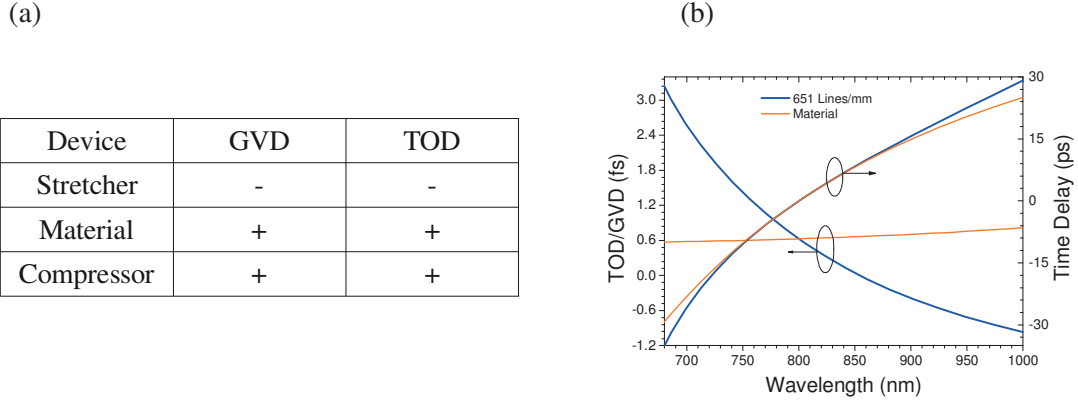 (a)
(b)
Device GVD TOD
Stretcher - -
Material + +
Compressor + +
651 Lines/mm
Material
3.0
2.4
1.8
1.2
0.6
0.0
-0.6
-1.2
TOD/GVD (fs)
30
15
0
-15
-30
Time Delay (ps)
700 750 800 850 900 950 1000
Wavelength (nm)